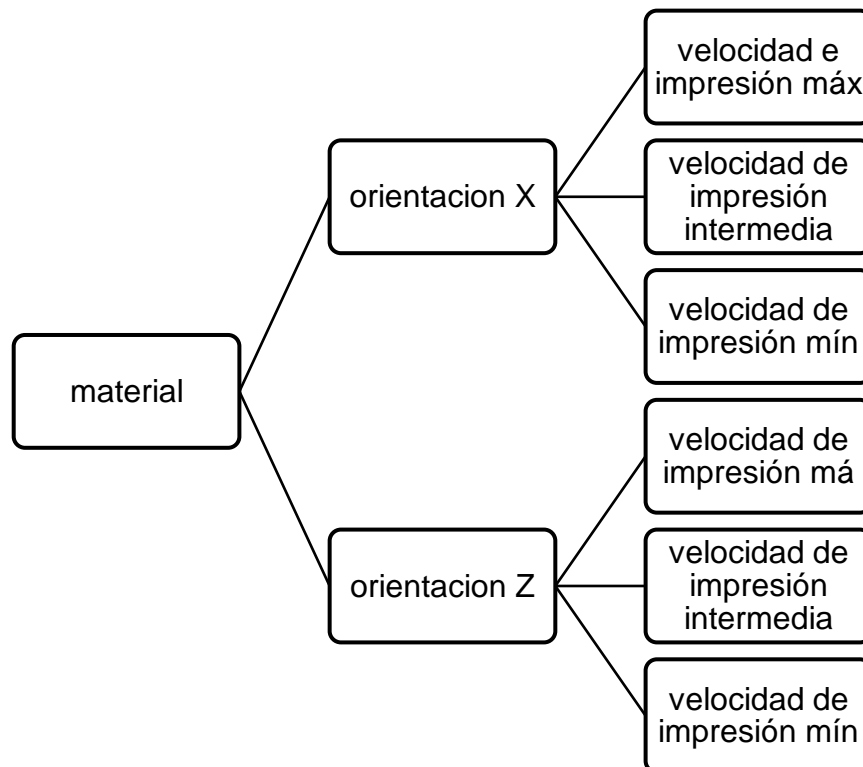 velocidad e
impresión máx
velocidad de
impresión
intermedia
orientacion X
velocidad de
impresión mín
material
velocidad de
impresión má
velocidad de
impresión
intermedia
orientacion Z
velocidad de
impresión mín